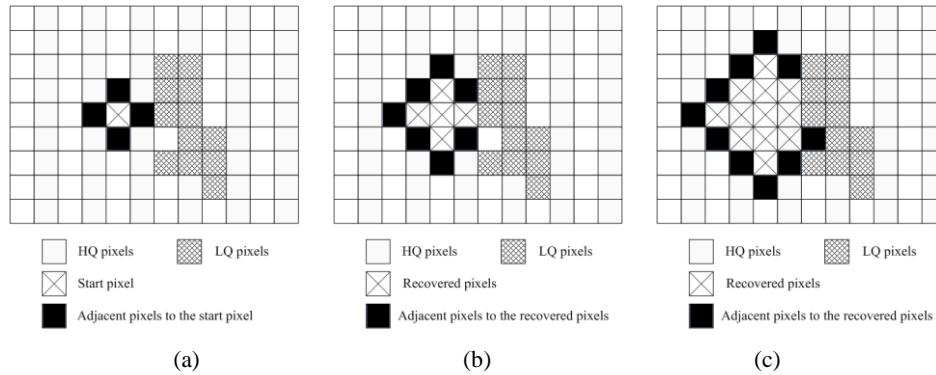 HQ pixels
LQ pixels
Start pixel
Adjacent pixels to the start pixel
(a)
HQ pixels
LQ pixels
Recovered pixels
Adjacent pixels to the recovered pixels
(b)
HQ pixels
LQ pixels
Recovered pixels
Adjacent pixels to the recovered pixels
(c)